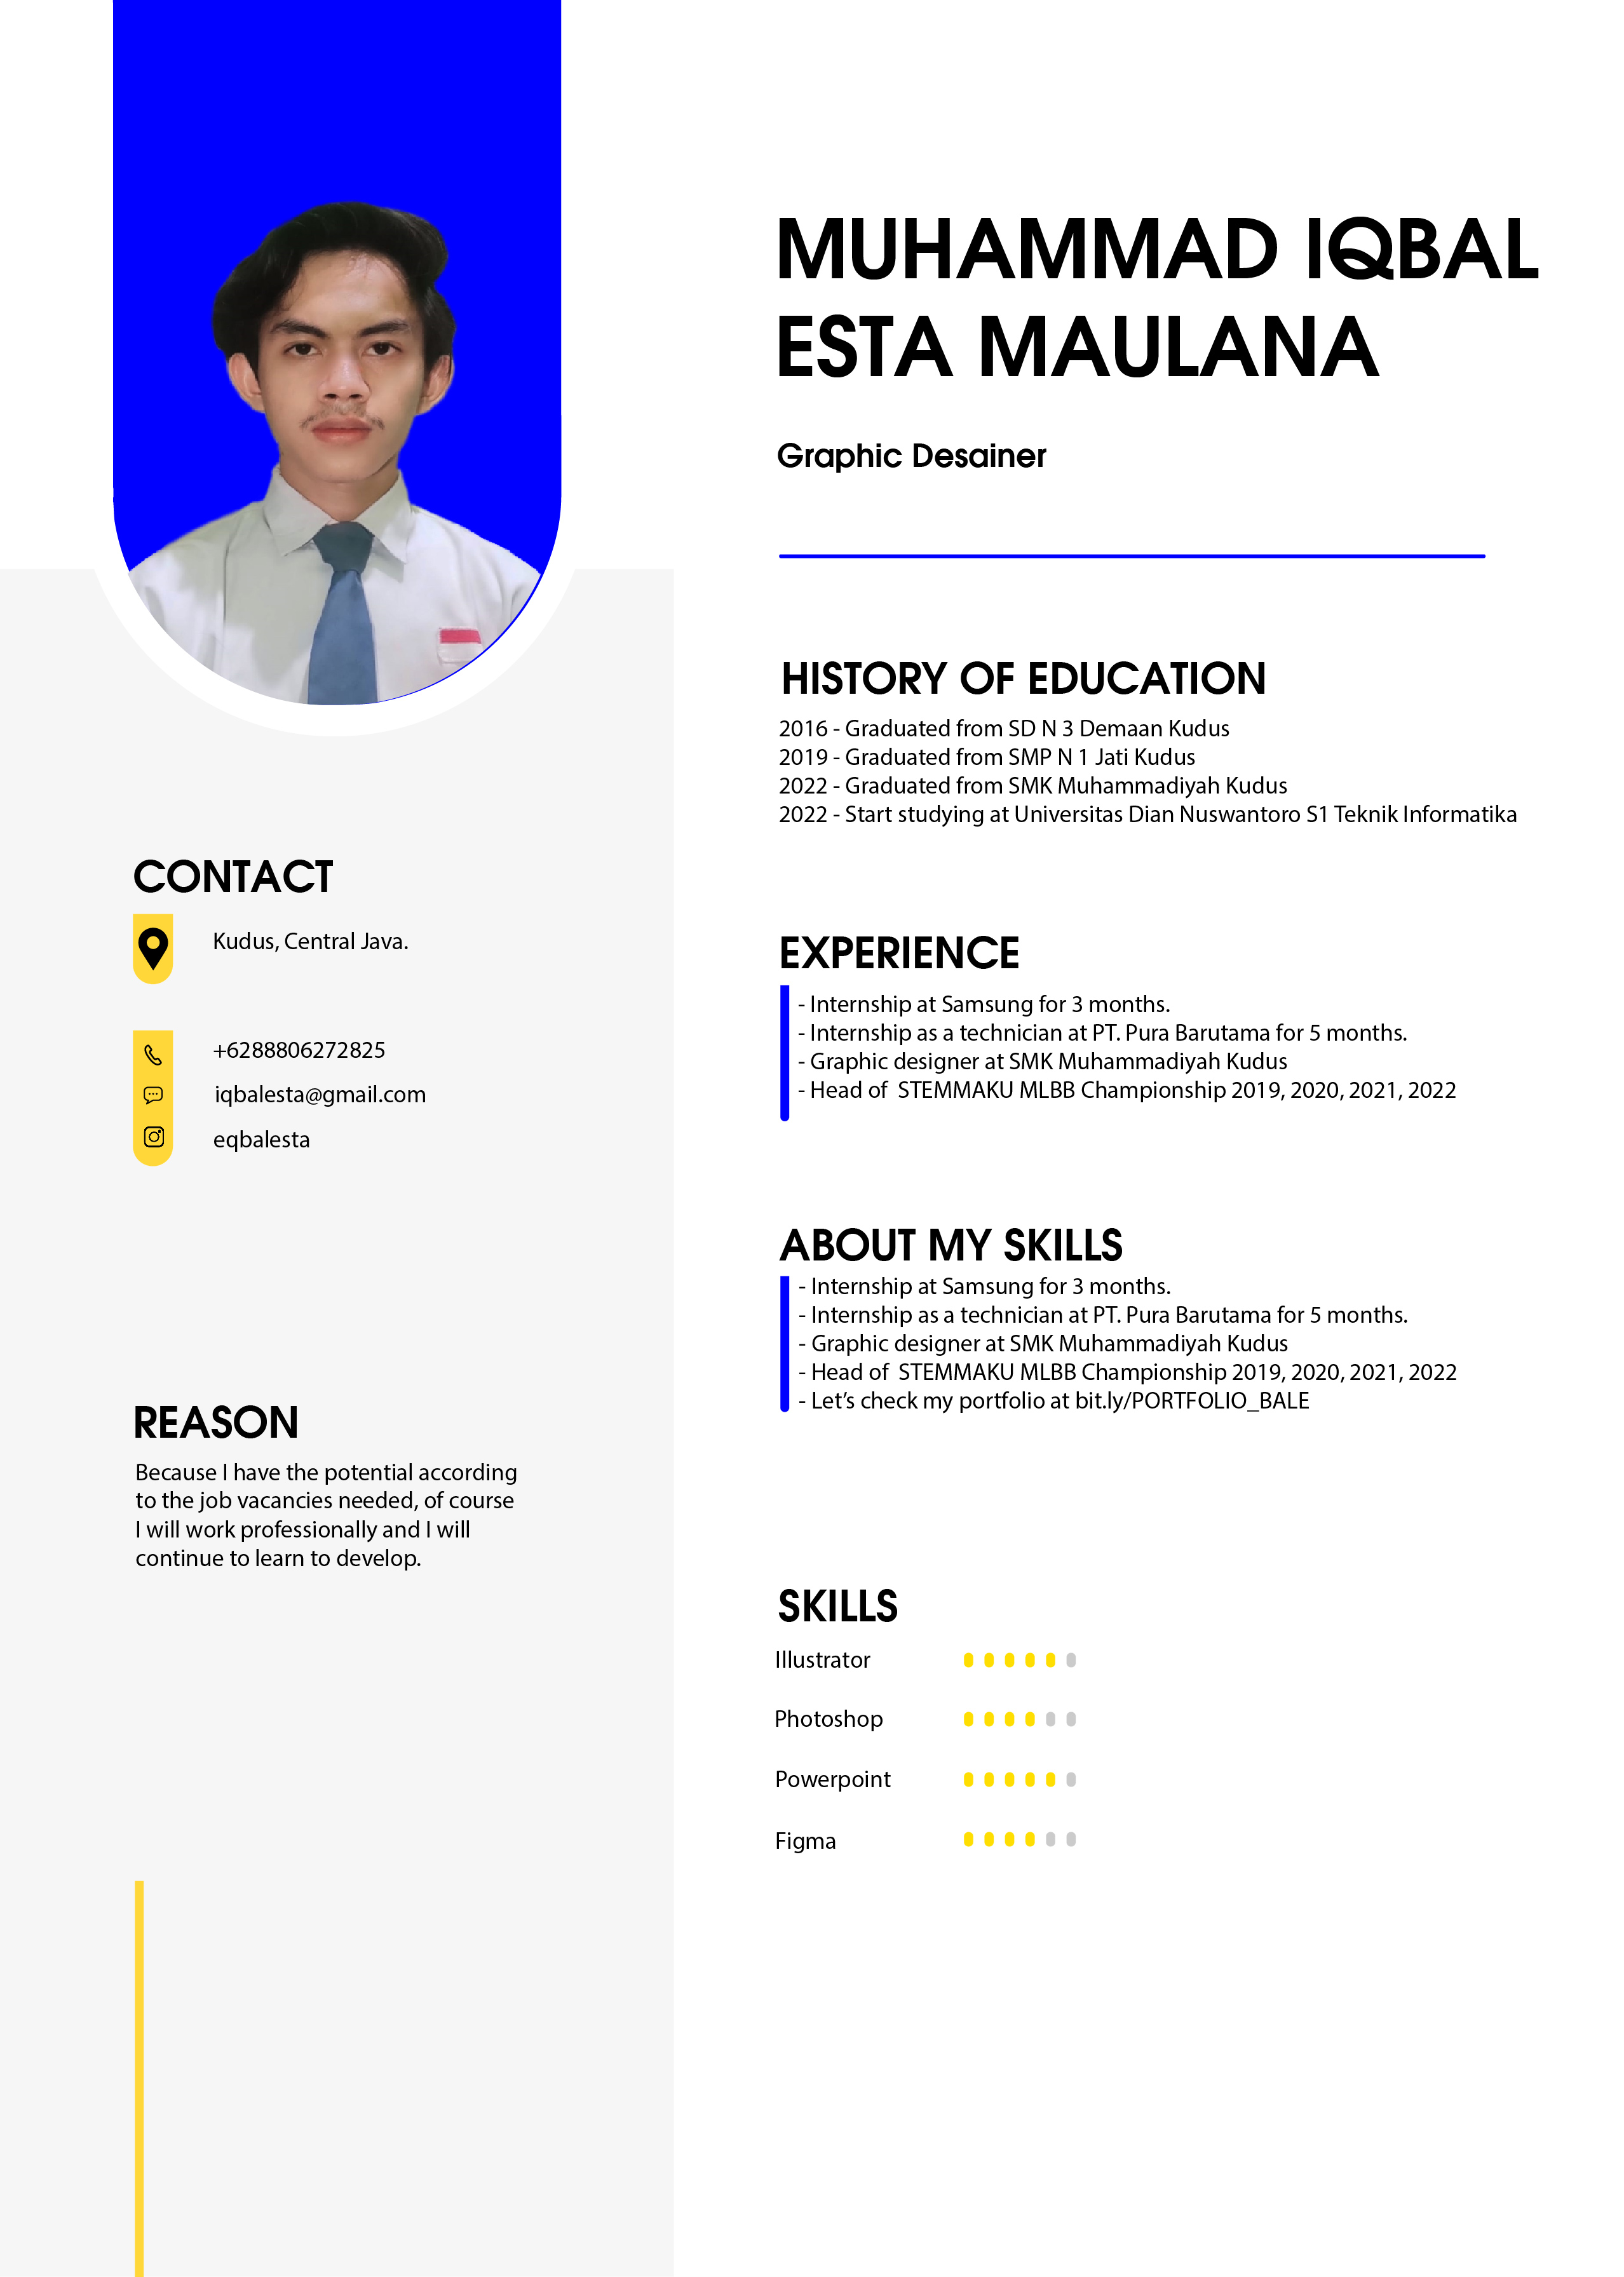 MUHAMMAD IQBAL
ESTA MAULANA
Graphic Desainer
HISTORY OF EDUCATION
2016 - Graduated from SD N 3 Demaan Kudus
2019 - Graduated from SMP N 1 Jati Kudus
2022 - Graduated from SMK Muhammadiyah Kudus
2022 - Start studying at Universitas Dian Nuswantoro S1 Teknik Informatika
CONTACT
Kudus, Central Java.
+6288806272825
iqbalesta@gmail.com
eqbalesta
EXPERIENCE
- Internship at Samsung for 3 months.
- Internship as a technician at PT. Pura Barutama for 5 months.
- Graphic designer at SMK Muhammadiyah Kudus
- Head of  STEMMAKU MLBB Championship 2019, 2020, 2021, 2022
ABOUT MY SKILLS
- Internship at Samsung for 3 months.
- Internship as a technician at PT. Pura Barutama for 5 months.
- Graphic designer at SMK Muhammadiyah Kudus
- Head of  STEMMAKU MLBB Championship 2019, 2020, 2021, 2022
- Let’s check my portfolio at bit.ly/PORTFOLIO_BALE
REASON
Because I have the potential according
to the job vacancies needed, of course
I will work professionally and I will
continue to learn to develop.
SKILLS
Illustrator
Photoshop
Powerpoint
Figma